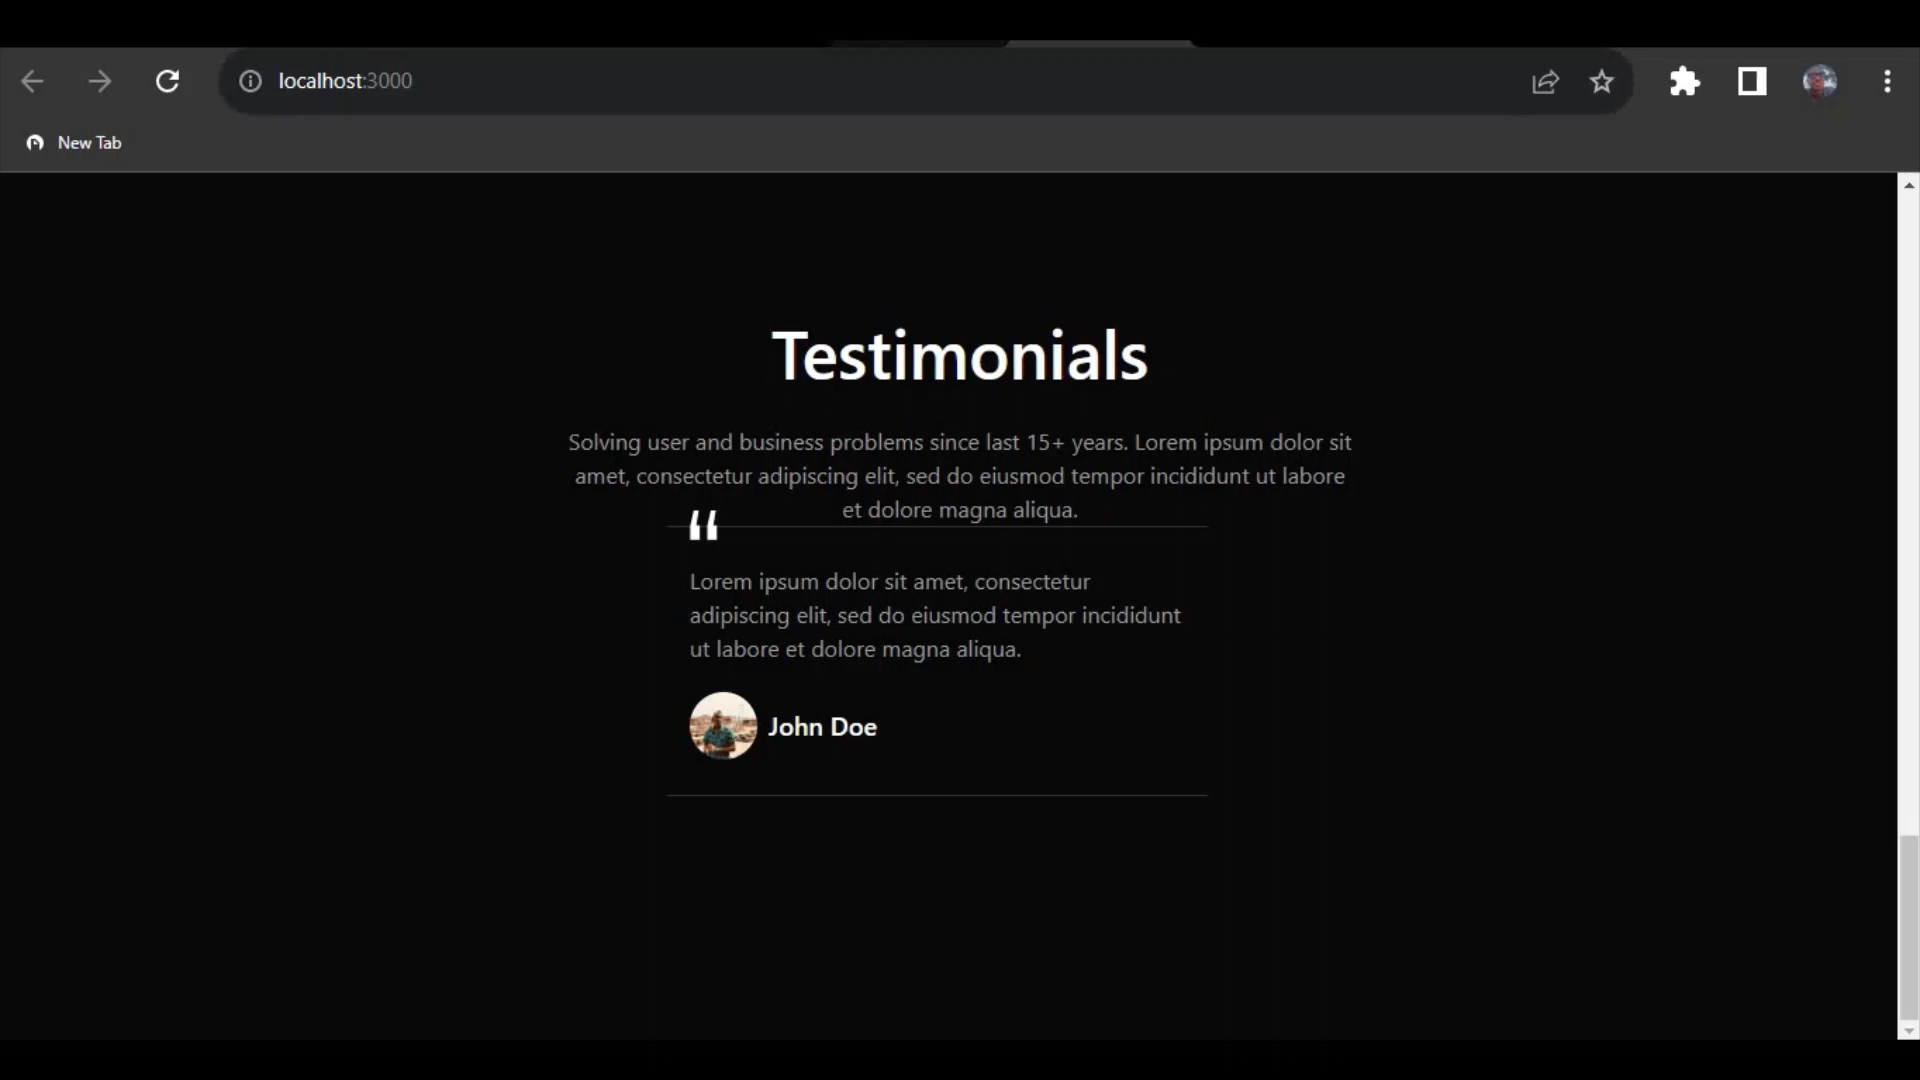 localhost:3000
New Tab
Testimonials
Solving user and business problems since last 15+ years. Lorem ipsum dolor sit
amet, consectetur adipiscing elit, sed do eiusmod tempor incididunt ut labore
et dolore magna aliqua.
“
Lorem ipsum dolor sit amet, consectetur
adipiscing elit, sed do eiusmod tempor incididunt
ut labore et dolore magna aliqua.
John Doe